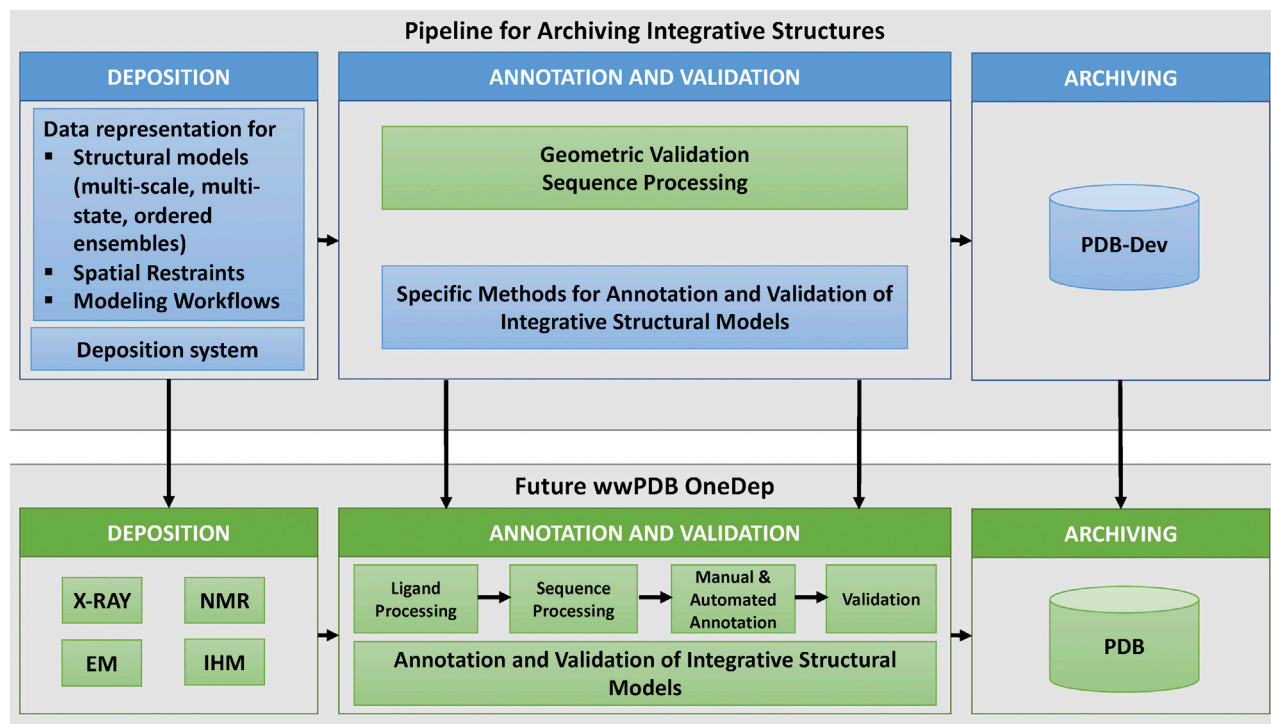 Pipeline for Archiving Integrative Structures
DEPOSITION
Data representation for
▪ Structural models
(multi-scale, multi-
state, ordered
ensembles)
▪ Spatial Restraints
▪ Modeling Workflows
Deposition system
ANNOTATION AND VALIDATION
Geometric Validation
Sequence Processing
Specific Methods for Annotation and Validation of
Integrative Structural Models
ARCHIVING
PDB-Dev
Future wwPDB OneDep
DEPOSITION
X-RAY
NMR
EM
IHM
ANNOTATION AND VALIDATION
Ligand
Processing
Sequence
Processing
Manual &
Automated
Annotation
Validation
Annotation and Validation of Integrative Structural
Models
ARCHIVING
PDB